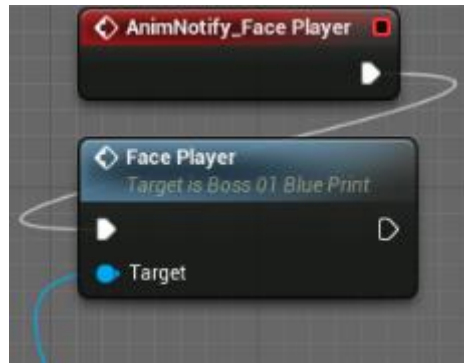 AnimNotify_Face Player
Face Player
Target is Boss 01 Blue Print
Target